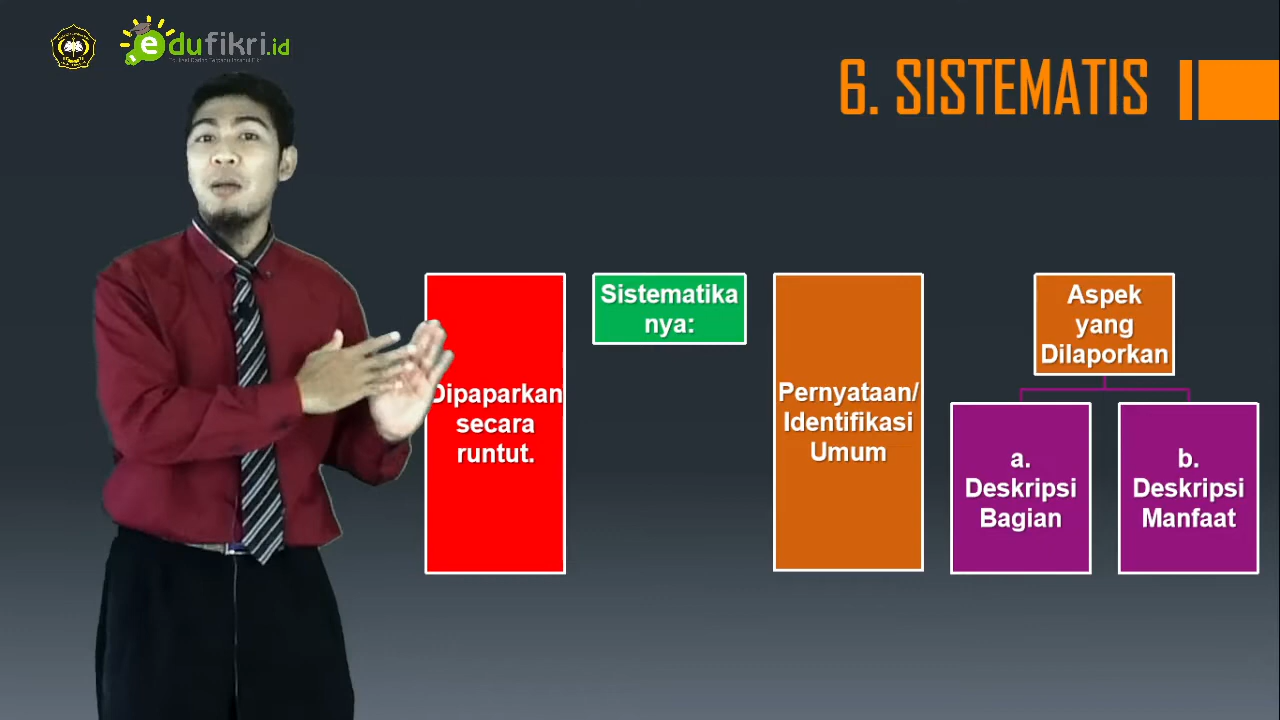 edufikri.id
6. SISTEMATIS
Dipaparkan
secara
runtut.
Sistematika
nya:
Pernyataan/
Identifikasi
Umum
Aspek
yang
Dilaporkan
a.
Deskripsi
Bagian
b.
Deskripsi
Manfaat